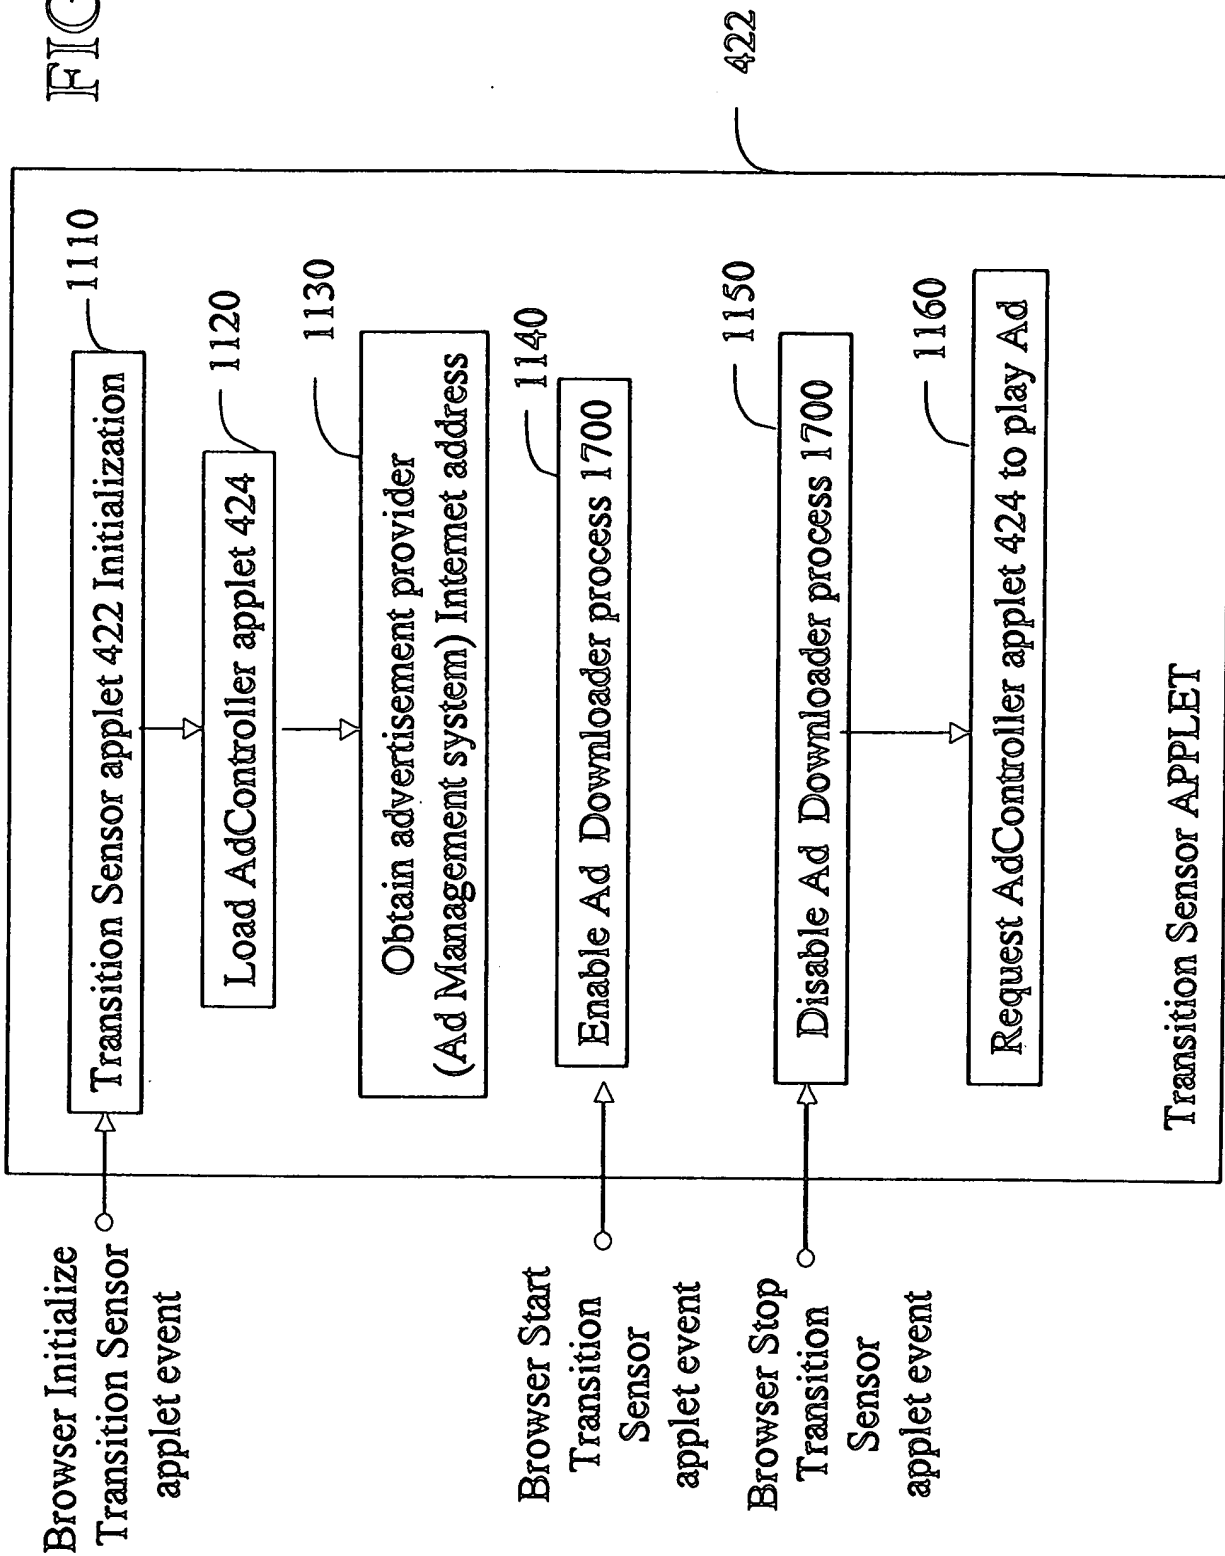 FIG
Browser Initialize
Transition Sensor
applet event
Transition Sensor applet 422 Initialization
1110
Load AdController applet 424
1120
Obtain advertisement provider
(Ad Management system) Internet address
1130
Browser Start
Transition
Sensor
applet event
Enable Ad Downloader process 1700
1140
Browser Stop
Transition
Sensor
applet event
Disable Ad Downloader process 1700
1150
Request AdController applet 424 to play Ad
1160
Transition Sensor APPLET
422